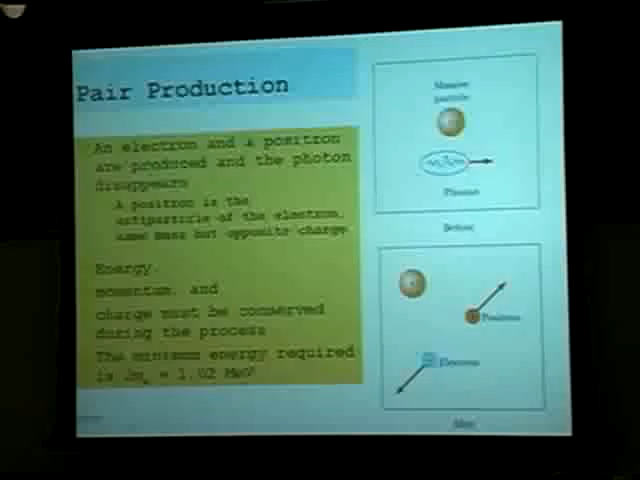 Pair Production
An electron and a positron
are produced and the photon
disappears
A positron is the
antiparticle of the electron,
same mass but opposite charge
Energy,
momentum, and
charge must be conserved
during the process
The minimum energy required
is 2mₑ = 1.02 MeV
Massive
particle
Photon
Before
Positron
Electron
After